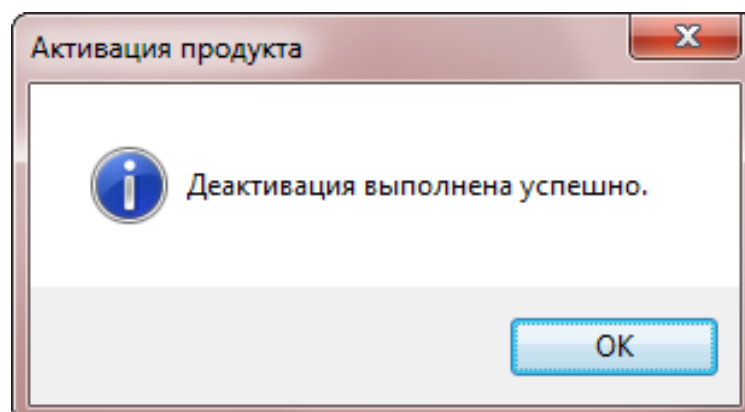 Активация продукта
Деактивация выполнена успешно.
OK